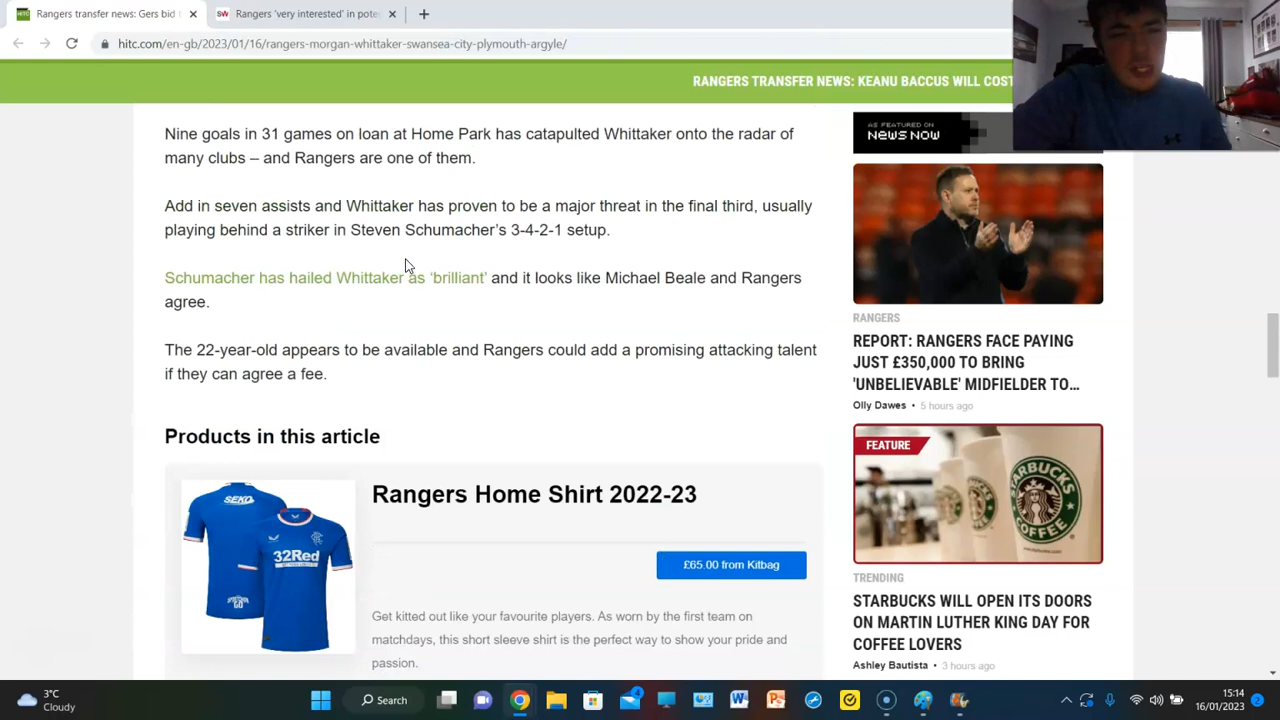 Rangers transfer news: Gers bid
Rangers 'very interested' in pote
hitc.com/en-gb/2023/01/16/rangers-morgan-whittaker-swansea-city-plymouth-argyle/
RANGERS TRANSFER NEWS: KEANU BACCUS WILL COST
Nine goals in 31 games on loan at Home Park has catapulted Whittaker onto the radar of
many clubs – and Rangers are one of them.
Add in seven assists and Whittaker has proven to be a major threat in the final third, usually
playing behind a striker in Steven Schumacher's 3-4-2-1 setup.
Schumacher has hailed Whittaker as 'brilliant' and it looks like Michael Beale and Rangers
agree.
The 22-year-old appears to be available and Rangers could add a promising attacking talent
if they can agree a fee.
Products in this article
SEKO
32Red
Rangers Home Shirt 2022-23
£65.00 from Kitbag
Get kitted out like your favourite players. As worn by the first team on
matchdays, this short sleeve shirt is the perfect way to show your pride and
passion.
AS FEATURED ON
NEWS NOW
RANGERS
REPORT: RANGERS FACE PAYING
JUST £350,000 TO BRING
'UNBELIEVABLE' MIDFIELDER TO...
Olly Dawes • 5 hours ago
FEATURE
STARBUCKS
COFFEE
TRENDING
STARBUCKS WILL OPEN ITS DOORS
ON MARTIN LUTHER KING DAY FOR
COFFEE LOVERS
Ashley Bautista • 3 hours ago
3°C
Cloudy
Search
15:14
16/01/2023